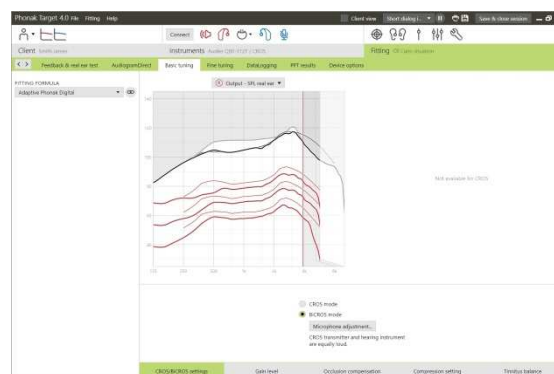 Phonak Target 4.0 File Fitting Help
Client view
Save & close session
Connect
Client
Instruments
Fitting
Feedback & real ear test AudiogramDirect Basic tuning Fine tuning DataLogging RFT results Device options
FITTING FORMULA
Adaptive Phonak Digital
Output - SPL real ear
Not available for CROS
CROS mode
BiCROS mode
Microphone adjustment...
CROS transmitter and hearing instrument
are equally loud.
CROS/BiCROS settings Gain level Occlusion compensation Compression setting Tinnitus balance